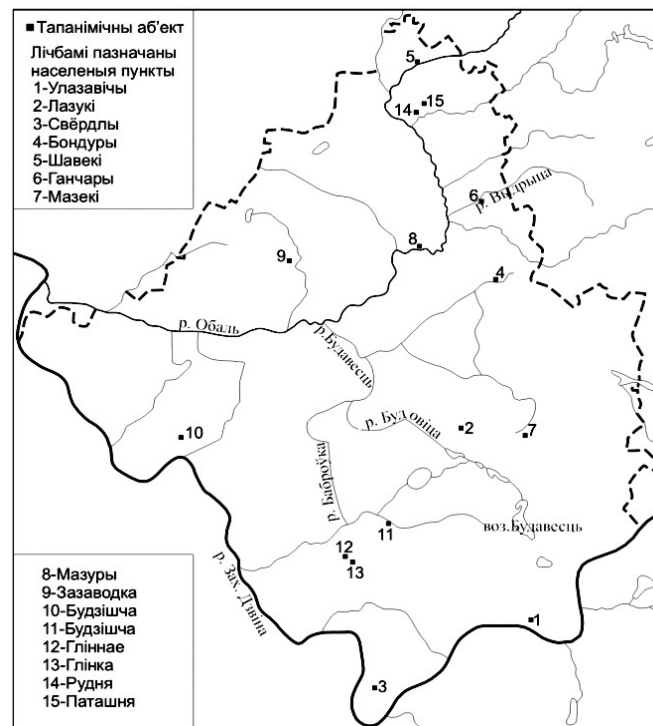 ■ Тапанімічны аб'ект
Лічбамі пазначаны
населеныя пункты
1-Улазавічы
2-Лазукі
3-Свёрдлы
4-Бондуры
5-Шавекі
6-Ганчары
7-Мазекі
5
14
15
6
р. Выдрыца
8
9
4
р. Обаль
р.Будавесць
р. Будовіца
2
7
10
р. Баброўка
11
воз.Будавесць
12
13
р. Зах. Дзвіна
1
3
8-Мазуры
9-Зазаводка
10-Будзішча
11-Будзішча
12-Гліннае
13-Глінка
14-Рудня
15-Паташня